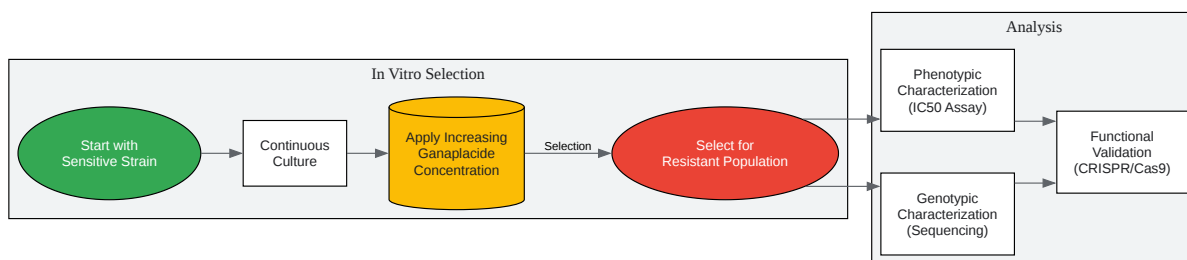 In Vitro Selection
Start with
Sensitive Strain
Continuous
Culture
Apply Increasing
Ganaplacide
Concentration
Selection
Select for
Resistant Population
Analysis
Phenotypic
Characterization
(IC50 Assay)
Genotypic
Characterization
(Sequencing)
Functional
Validation
(CRISPR/Cas9)